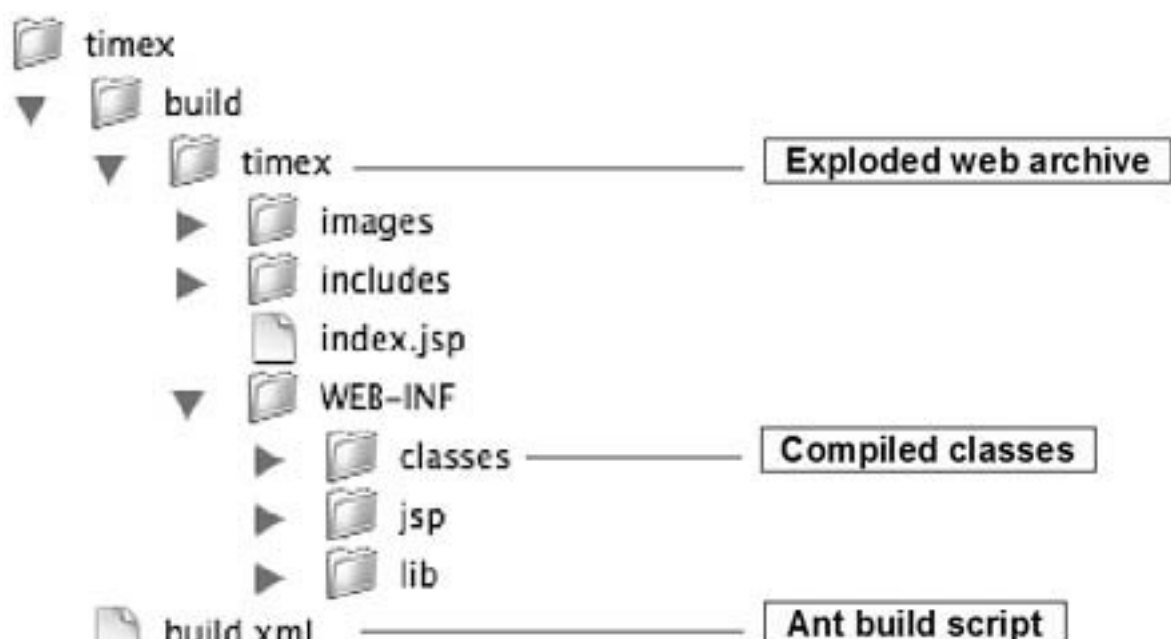 timex
build
timex
Exploded web archive
images
includes
index.jsp
WEB-INF
classes
Compiled classes
jsp
lib
build.xml
Ant build script